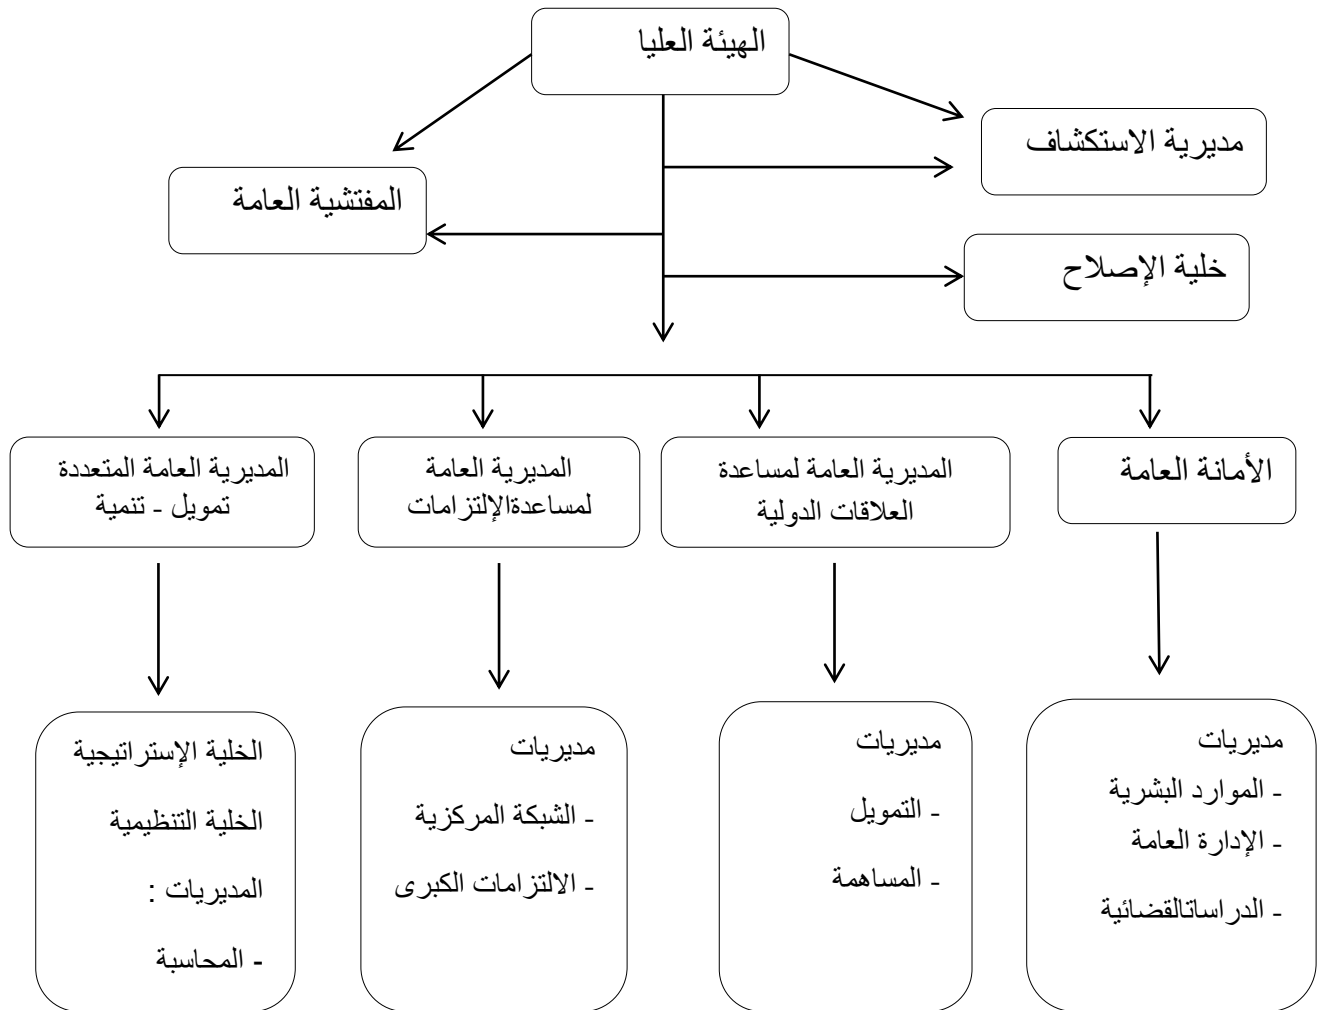 الهيئة العليا
مديرية الاستكشاف
المفتشية العامة
خلية الإصلاح
الأمانة العامة
المديرية العامة لمساعدة
العلاقات الدولية
المديرية العامة
لمساعدةالإلتزامات
المديرية العامة المتعددة
تمويل - تنمية
مديريات
- الموارد البشرية
- الإدارة العامة
- الدراساتالقضائية
مديريات
- التمويل
- المساهمة
مديريات
- الشبكة المركزية
- الالتزامات الكبرى
الخلية الإستراتيجية
الخلية التنظيمية
المديريات :
- المحاسبة